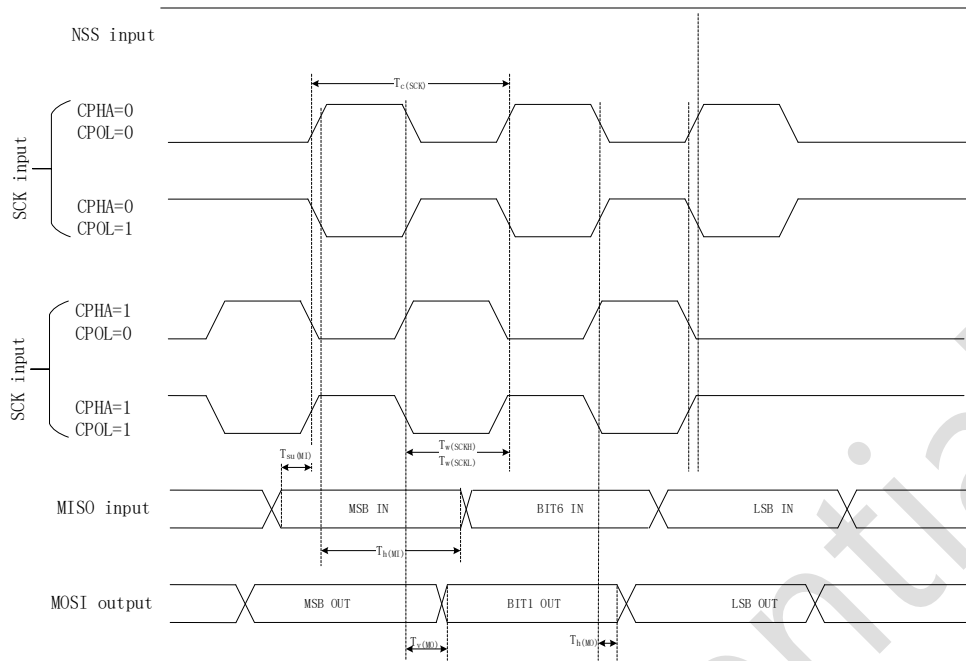 NSS input
Tc(SCK)
SCK input
CPHA=0
CPOL=0
CPHA=0
CPOL=1
SCK input
CPHA=1
CPOL=0
CPHA=1
CPOL=1
Tw(SCKH)
Tw(SCKL)
Tsu(MI)
MISO input
MSB IN
BIT6 IN
LSB IN
Th(MI)
MOSI output
MSB OUT
BIT1 OUT
LSB OUT
Tv(MO)
Th(MO)